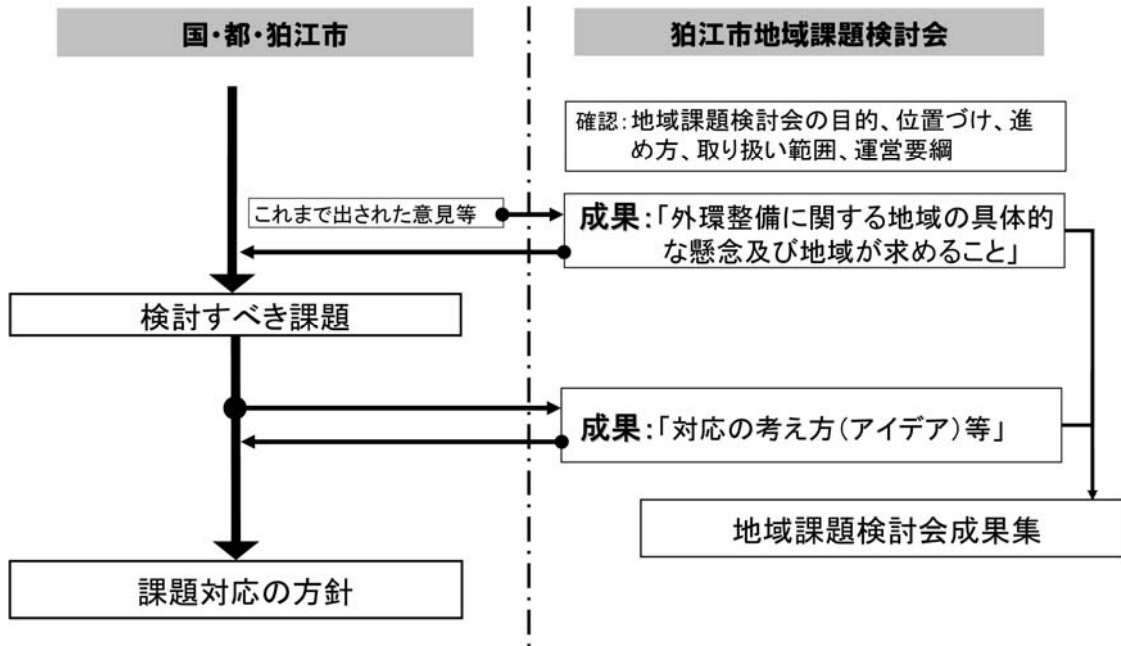 国・都・狛江市
狛江市地域課題検討会
確認：地域課題検討会の目的、位置づけ、進
め方、取り扱い範囲、運営要綱
これまで出された意見等
成果：「外環整備に関する地域の具体的
な懸念及び地域が求めること」
検討すべき課題
成果：「対応の考え方（アイデア）等」
地域課題検討会成果集
課題対応の方針